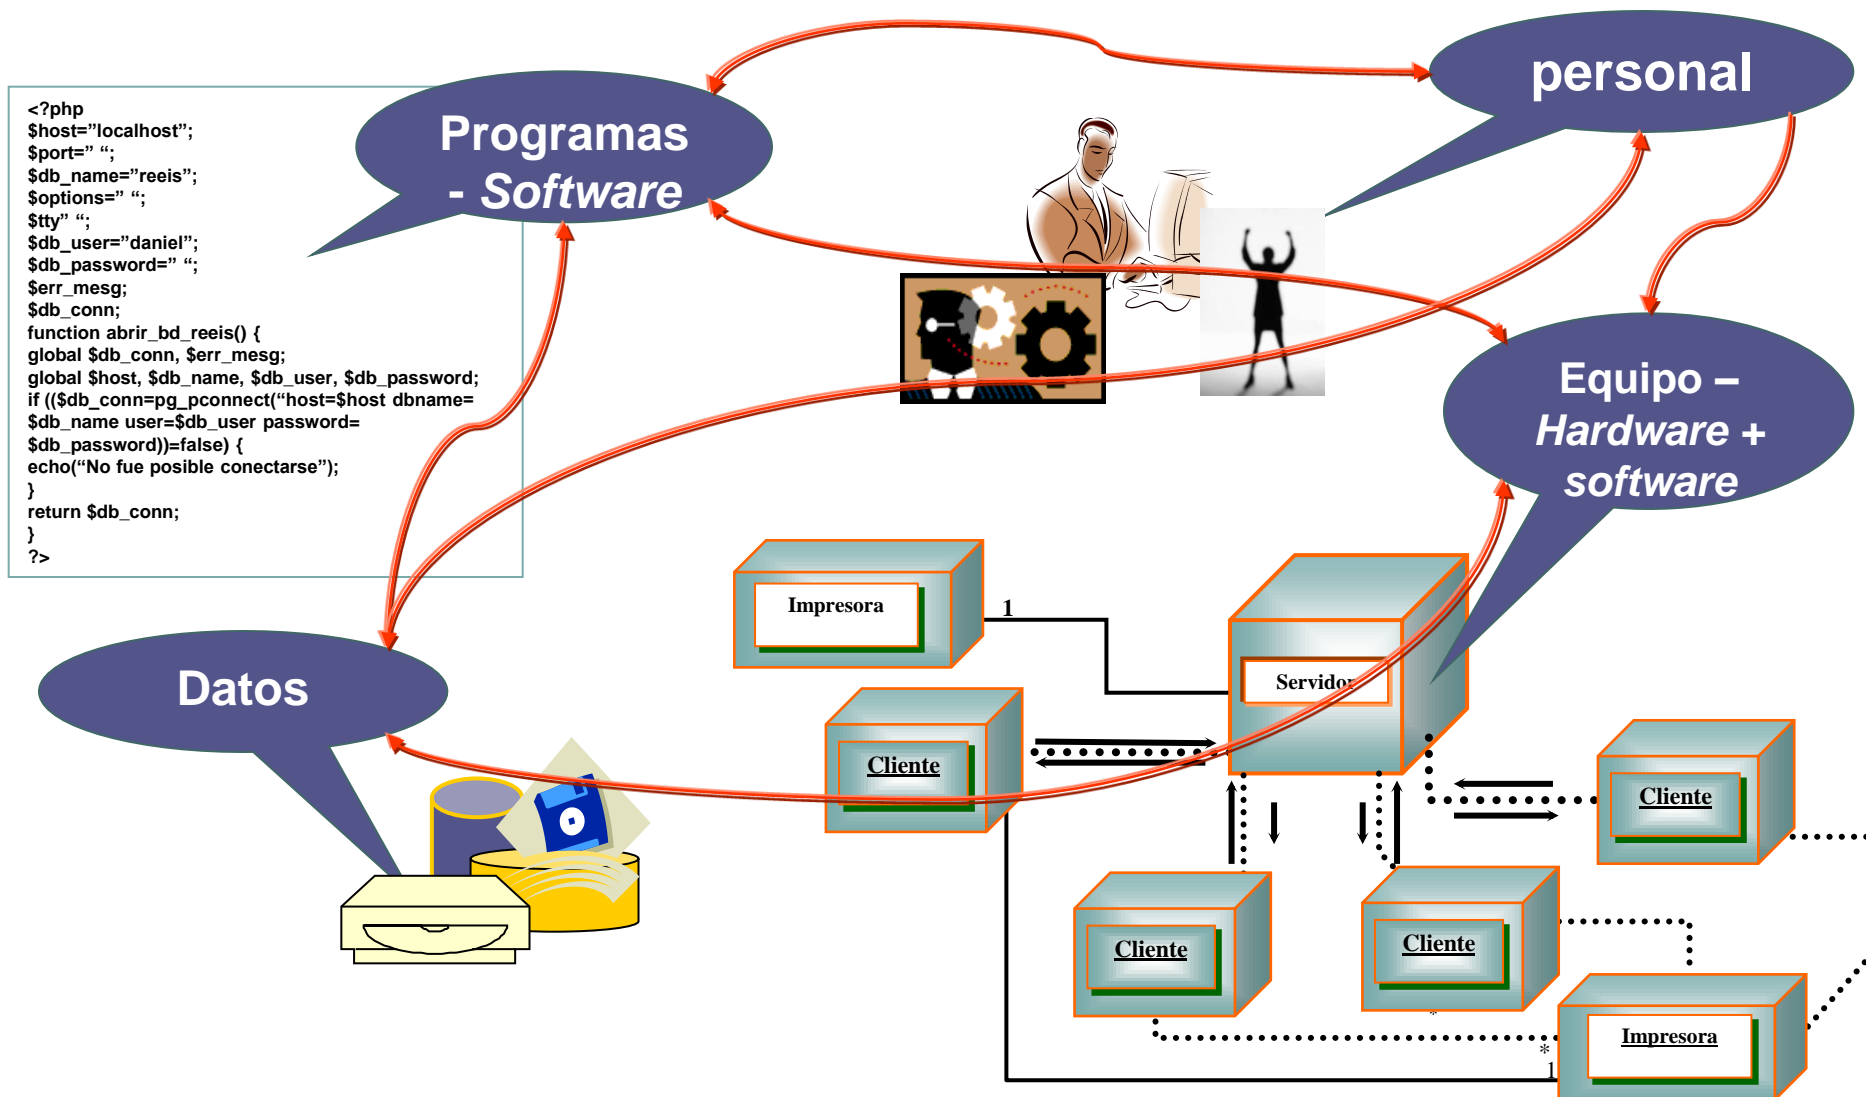 personal
Programas
- Software
<?php
$host=”localhost”;
$port=” “;
$db_name=”reeis”;
$options=” “;
$tty” “;
$db_user=”daniel”;
$db_password=” “;
$err_mesg;
$db_conn;
function abrir_bd_reeis() {
global $db_conn, $err_mesg;
global $host, $db_name, $db_user, $db_password;
if (($db_conn=pg_pconnect(“host=$host dbname=
$db_name user=$db_user password=
$db_password))=false) {
echo(“No fue posible conectarse”);
}
return $db_conn;
}
?>
Equipo –
Hardware +
software
Datos
Impresora
1
Servidor
Cliente
Cliente
Cliente
Cliente
*
Impresora
*
1